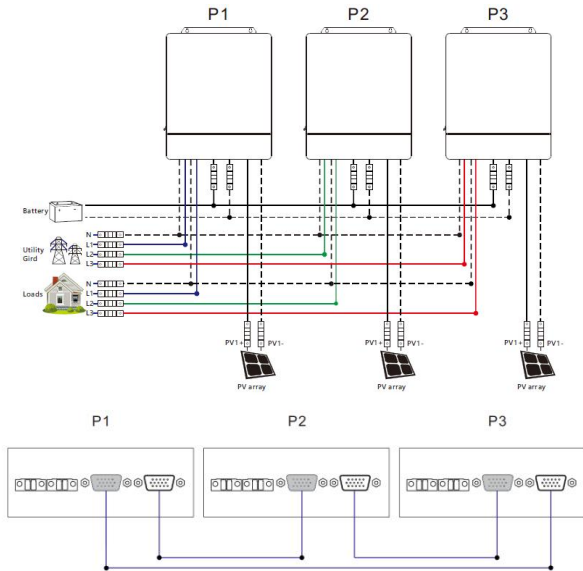 P1 P2 P3
Battery
N
Utility
Gird
L1
L2
L3
N
Loads
L1
L2
L3
PV1+ PV1- PV1+ PV1- PV1+ PV1-
PV array PV array PV array
P1 P2 P3